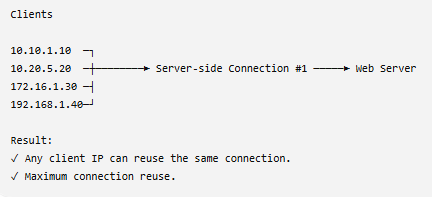 Clients
10.10.1.10 ─┐
10.20.5.20 ─┼────────► Server-side Connection #1 ─────► Web Server
172.16.1.30 ─┤
192.168.1.40─┘
Result:
✓ Any client IP can reuse the same connection.
✓ Maximum connection reuse.